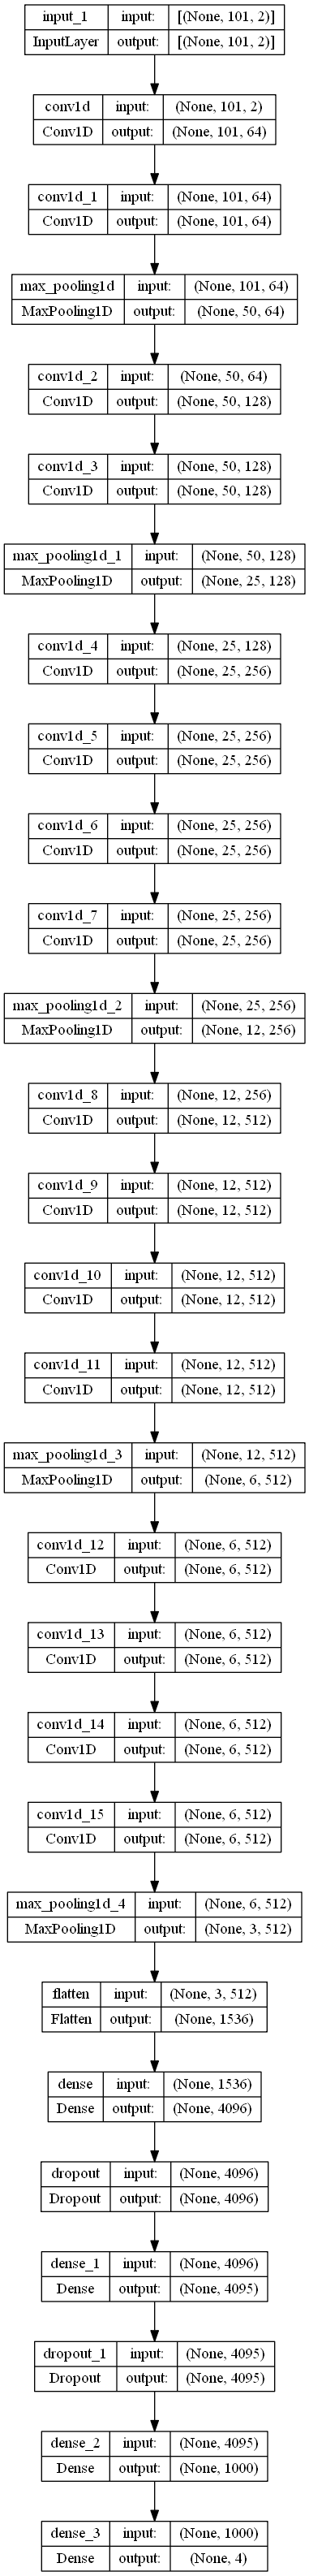 input_1 input: [(None, 101, 2)]
InputLayer output: [(None, 101, 2)]
conv1d input: (None, 101, 2)
Conv1D output: (None, 101, 64)
conv1d_1 input: (None, 101, 64)
Conv1D output: (None, 101, 64)
max_pooling1d input: (None, 101, 64)
MaxPooling1D output: (None, 50, 64)
conv1d_2 input: (None, 50, 64)
Conv1D output: (None, 50, 128)
conv1d_3 input: (None, 50, 128)
Conv1D output: (None, 50, 128)
max_pooling1d_1 input: (None, 50, 128)
MaxPooling1D output: (None, 25, 128)
conv1d_4 input: (None, 25, 128)
Conv1D output: (None, 25, 256)
conv1d_5 input: (None, 25, 256)
Conv1D output: (None, 25, 256)
conv1d_6 input: (None, 25, 256)
Conv1D output: (None, 25, 256)
conv1d_7 input: (None, 25, 256)
Conv1D output: (None, 25, 256)
max_pooling1d_2 input: (None, 25, 256)
MaxPooling1D output: (None, 12, 256)
conv1d_8 input: (None, 12, 256)
Conv1D output: (None, 12, 512)
conv1d_9 input: (None, 12, 512)
Conv1D output: (None, 12, 512)
conv1d_10 input: (None, 12, 512)
Conv1D output: (None, 12, 512)
conv1d_11 input: (None, 12, 512)
Conv1D output: (None, 12, 512)
max_pooling1d_3 input: (None, 12, 512)
MaxPooling1D output: (None, 6, 512)
conv1d_12 input: (None, 6, 512)
Conv1D output: (None, 6, 512)
conv1d_13 input: (None, 6, 512)
Conv1D output: (None, 6, 512)
conv1d_14 input: (None, 6, 512)
Conv1D output: (None, 6, 512)
conv1d_15 input: (None, 6, 512)
Conv1D output: (None, 6, 512)
max_pooling1d_4 input: (None, 6, 512)
MaxPooling1D output: (None, 3, 512)
flatten input: (None, 3, 512)
Flatten output: (None, 1536)
dense input: (None, 1536)
Dense output: (None, 4096)
dropout input: (None, 4096)
Dropout output: (None, 4096)
dense_1 input: (None, 4096)
Dense output: (None, 4095)
dropout_1 input: (None, 4095)
Dropout output: (None, 4095)
dense_2 input: (None, 4095)
Dense output: (None, 1000)
dense_3 input: (None, 1000)
Dense output: (None, 4)